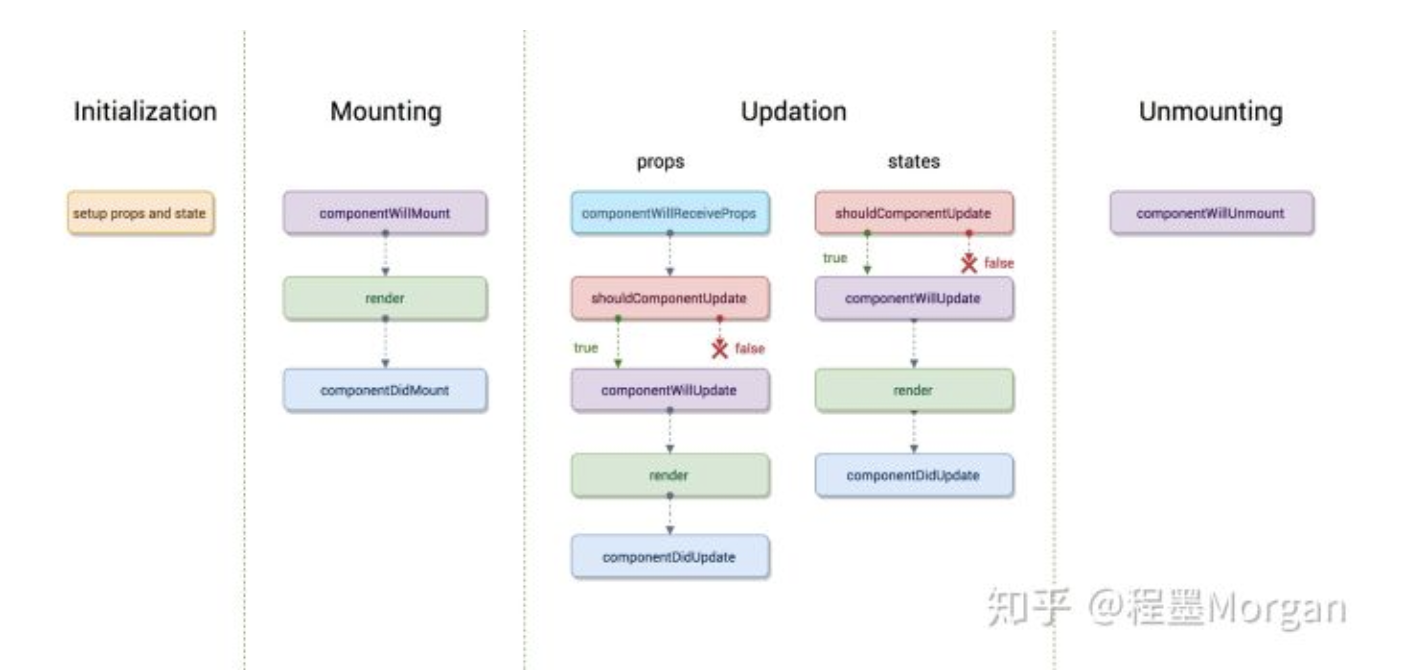 Initialization
setup props and state
Mounting
componentWillMount
render
componentDidMount
Updation
props
componentWillReceiveProps
shouldComponentUpdate
true
false
componentWillUpdate
render
componentDidUpdate
states
shouldComponentUpdate
true
false
componentWillUpdate
render
componentDidUpdate
Unmounting
componentWillUnmount
知乎 @程墨Morgan